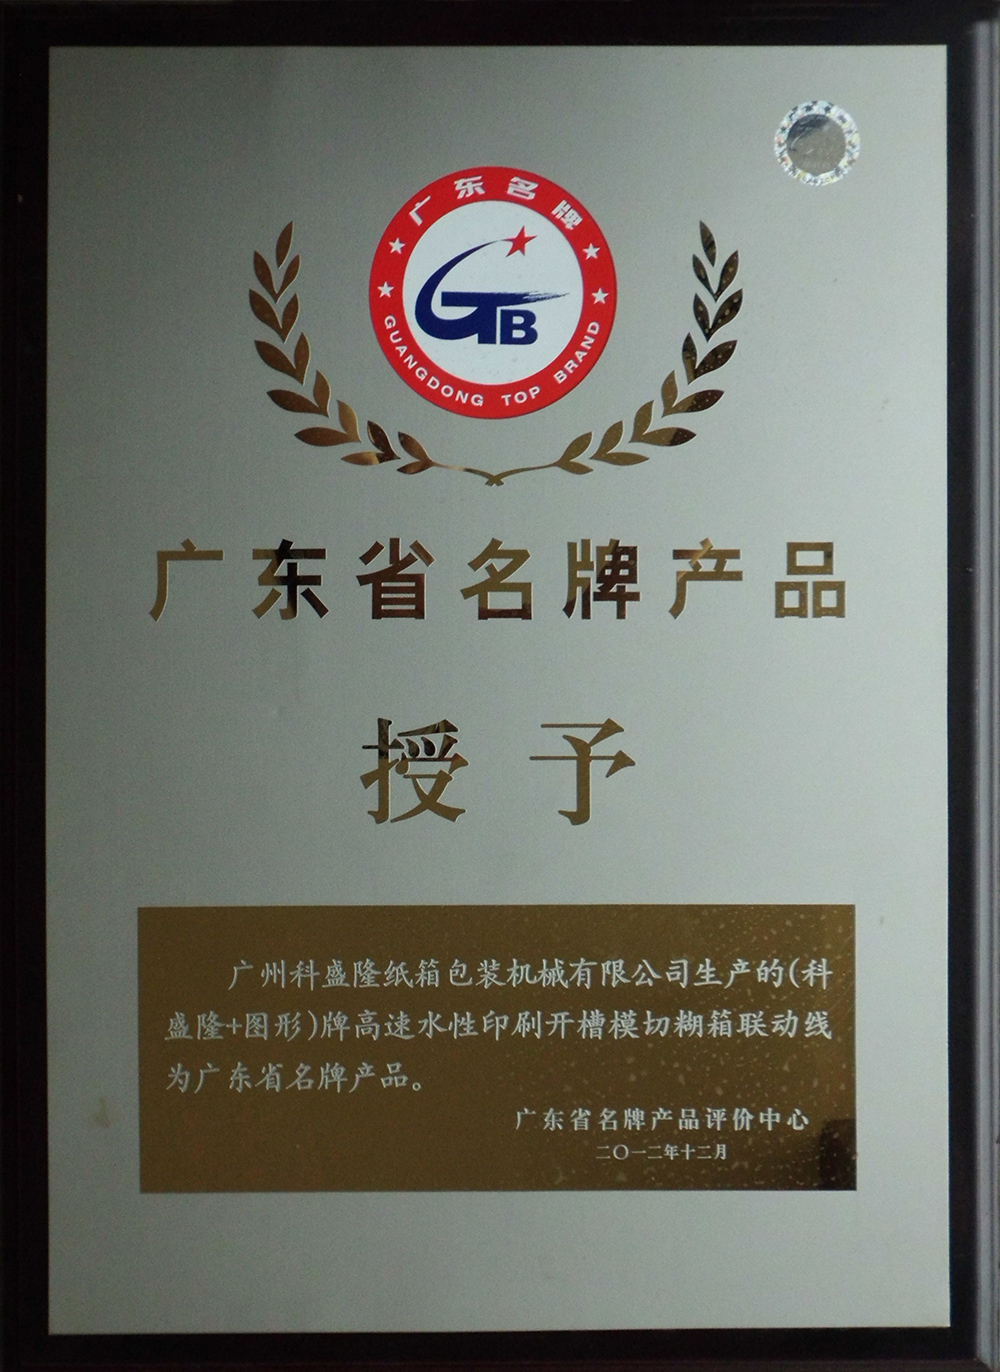 广东名牌
GTB
GUANGDONG TOP BRAND
广东省名牌产品
授予
广州科盛隆纸箱包装机械有限公司生产的(科
盛隆+图形)牌高速水性印刷开槽模切糊箱联动线
为广东省名牌产品。
广东省名牌产品评价中心
二〇一二年十二月